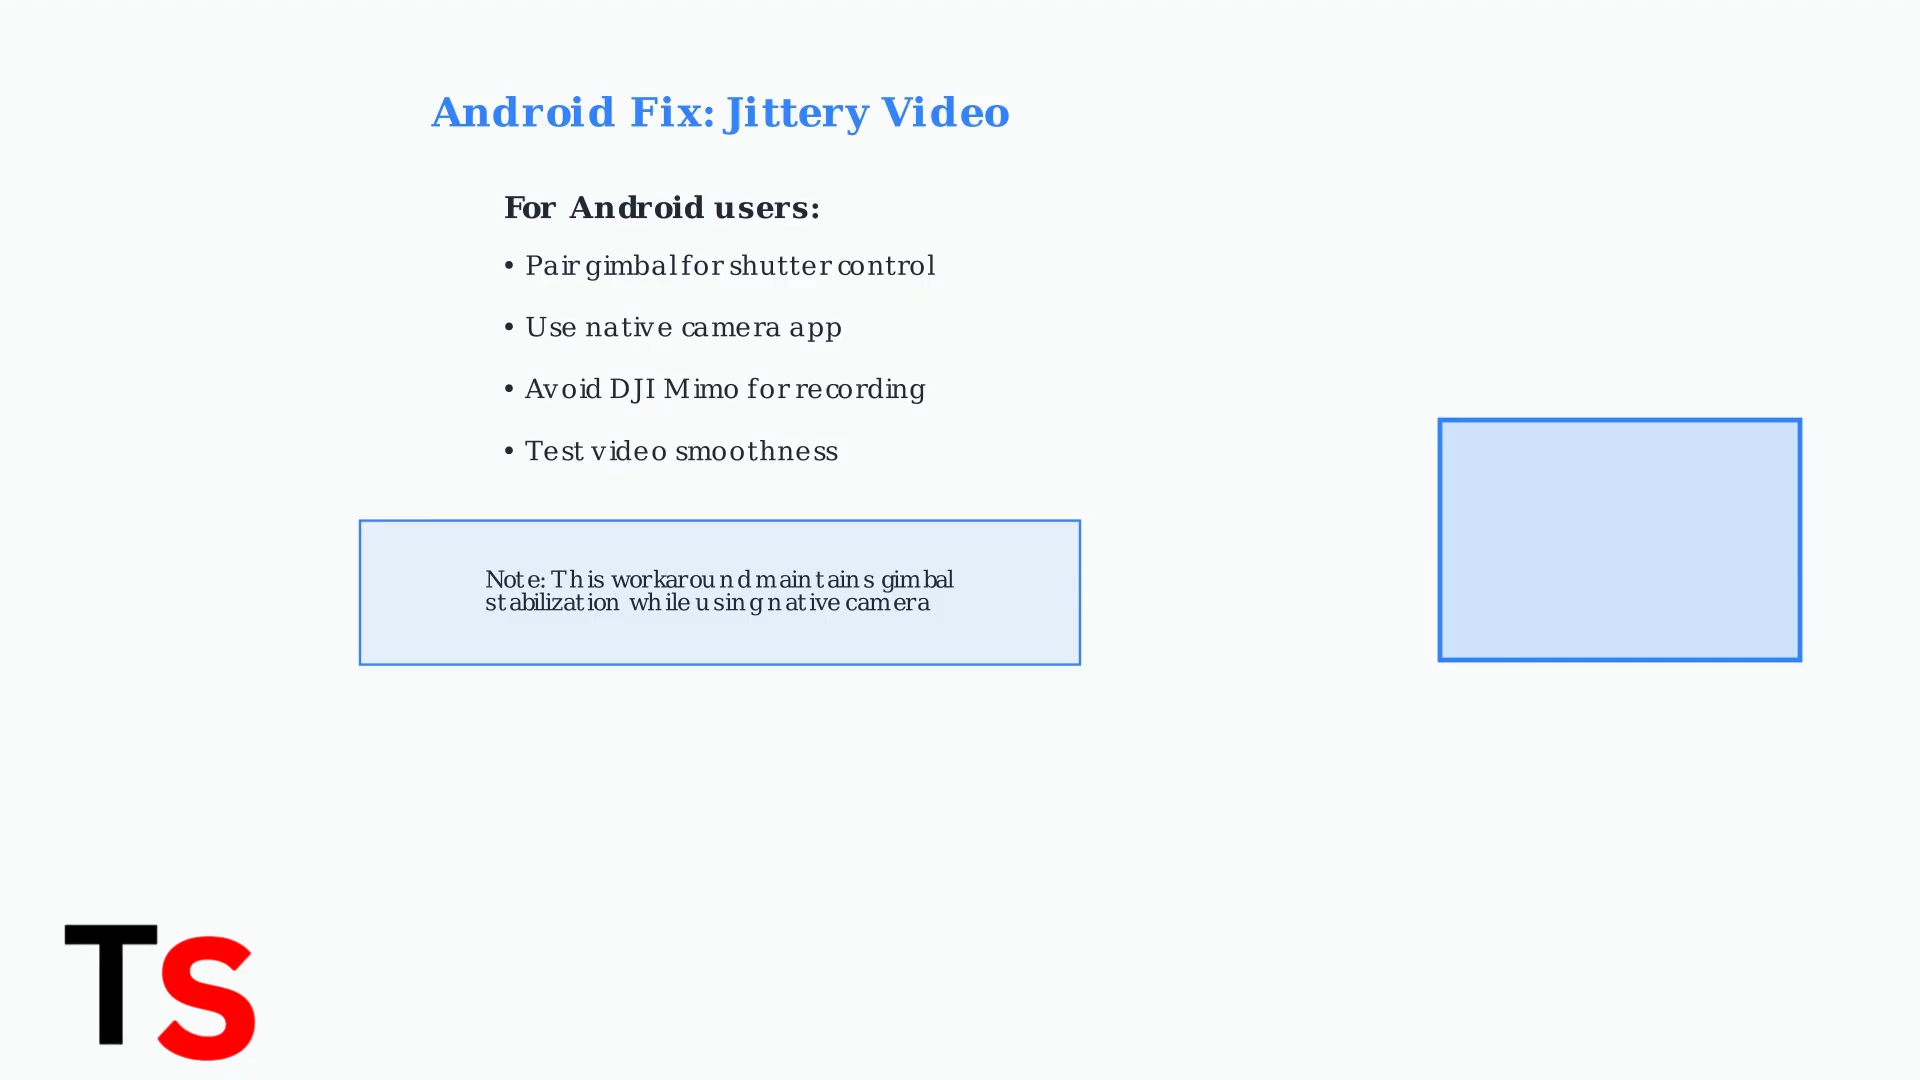 Android Fix: Jittery Video
For Android users:
• Pair gimbal for shutter control
• Use native camera app
• Avoid DJI Mimo for recording
• Test video smoothness
Note: This workaround maintains gimbal
stabilization while using native camera
TS